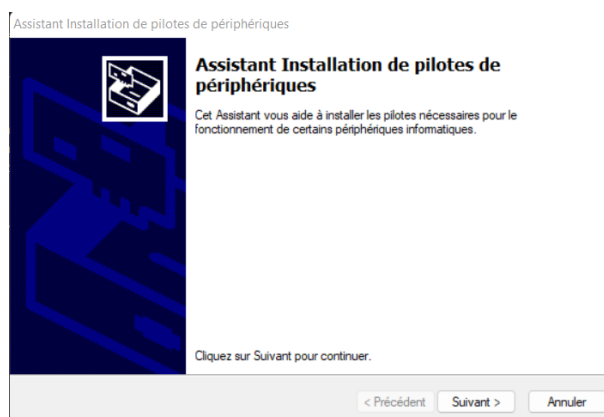 Assistant Installation de pilotes de périphériques
Assistant Installation de pilotes de
périphériques
Cet Assistant vous aide à installer les pilotes nécessaires pour le
fonctionnement de certains périphériques informatiques.
Cliquez sur Suivant pour continuer.
< Précédent Suivant > Annuler